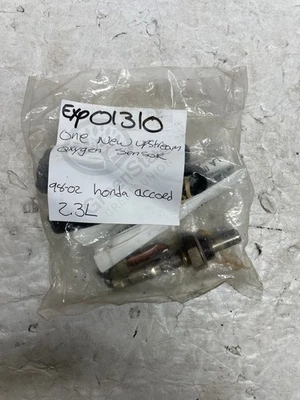 Exp01310
One New upstream
oxygen sensor
98-02 honda accord
2.3L